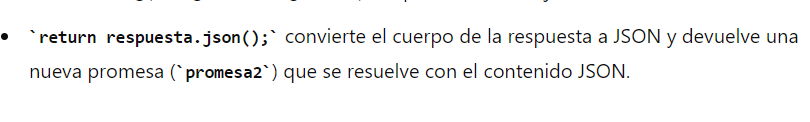 • `return respuesta.json();` convierte el cuerpo de la respuesta a JSON y devuelve una
nueva promesa (`promesa2`) que se resuelve con el contenido JSON.